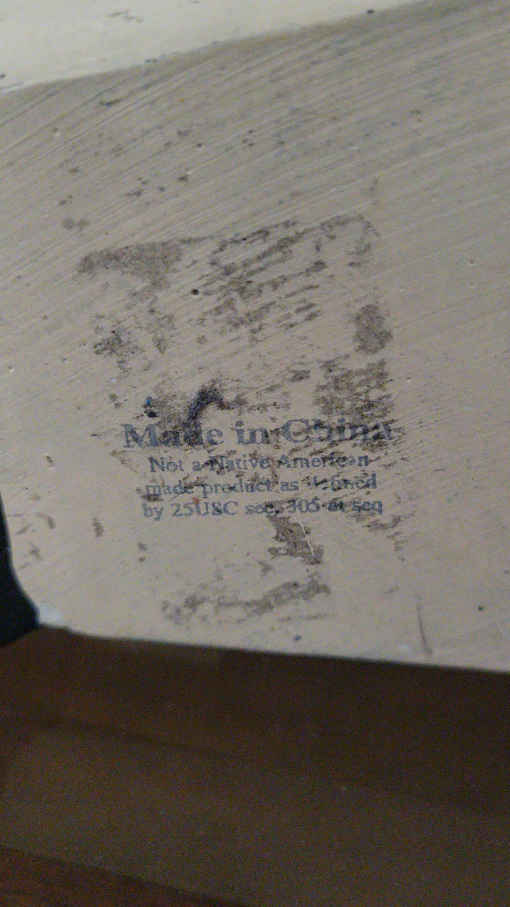 Made in China
Not a Native American
made product as defined
by 25USC sec. 305 et seq